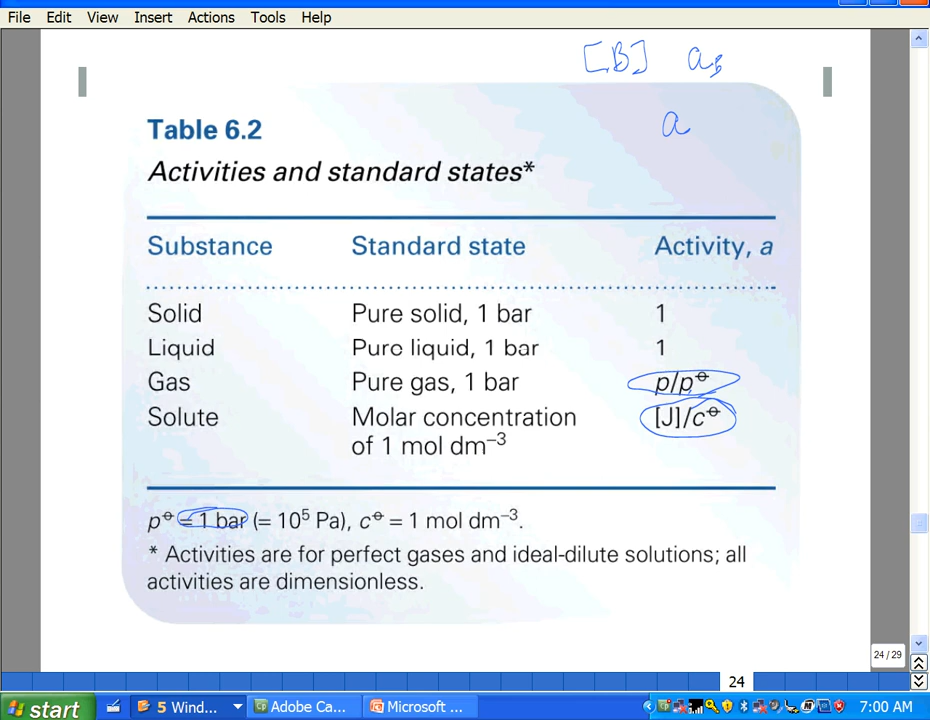 File Edit View Insert Actions Tools Help
[B] a_B
a
Table 6.2
Activities and standard states*
Substance Standard state Activity, a
Solid Pure solid, 1 bar 1
Liquid Pure liquid, 1 bar 1
Gas Pure gas, 1 bar p/p⦵
Solute Molar concentration [J]/c⦵
of 1 mol dm⁻³
p⦵ = 1 bar (= 10⁵ Pa), c⦵ = 1 mol dm⁻³.
* Activities are for perfect gases and ideal-dilute solutions; all
activities are dimensionless.
24 / 29
24
start 5 Wind... Adobe Ca... Microsoft ... 7:00 AM